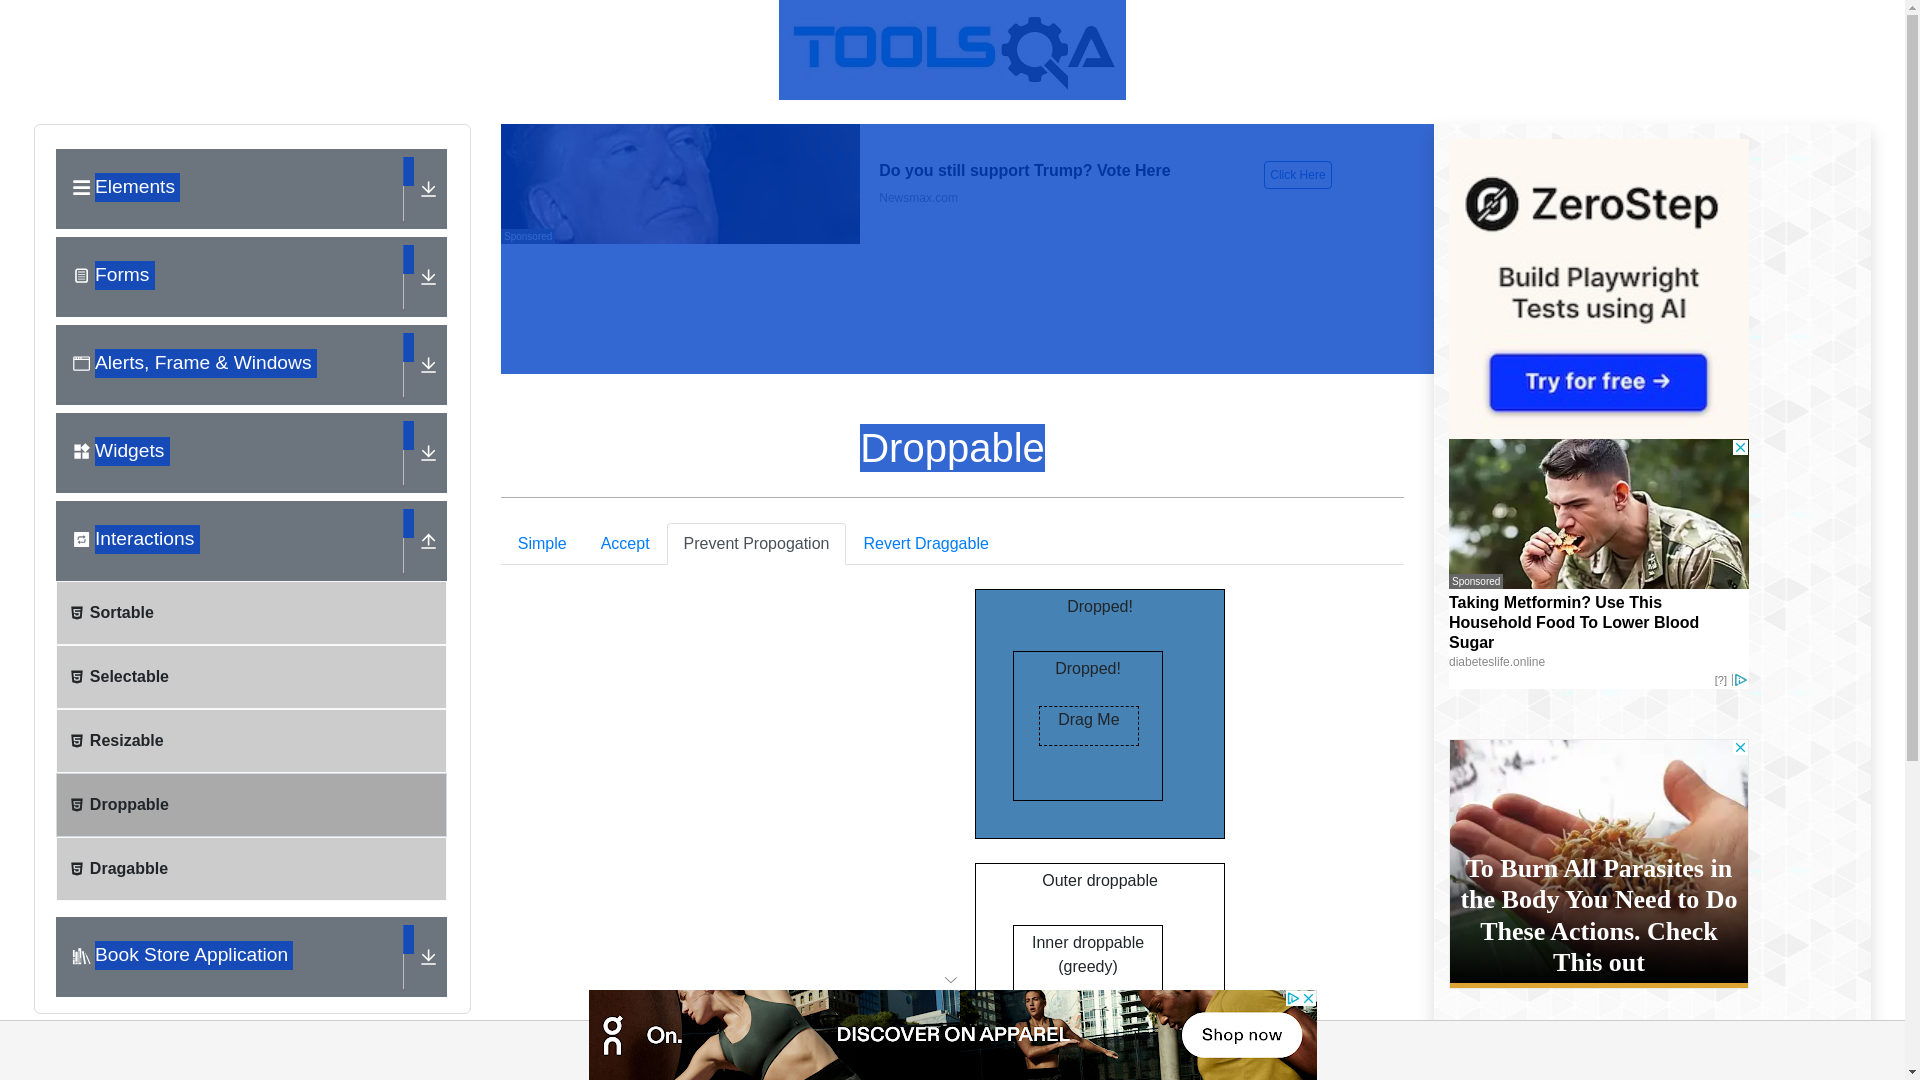 TOOLSQA
Elements
Forms
Alerts, Frame & Windows
Widgets
Interactions
Sortable
Selectable
Resizable
Droppable
Dragabble
Book Store Application
Do you still support Trump? Vote Here
Newsmax.com
Click Here
Sponsored
Droppable
Simple
Accept
Prevent Propogation
Revert Draggable
Dropped!
Dropped!
Drag Me
Outer droppable
Inner droppable
(greedy)
ZeroStep
Build Playwright
Tests using AI
Try for free →
Sponsored
Taking Metformin? Use This
Household Food To Lower Blood
Sugar
diabeteslife.online
[?]
To Burn All Parasites in
the Body You Need to Do
These Actions. Check
This out
On.
DISCOVER ON APPAREL
Shop now